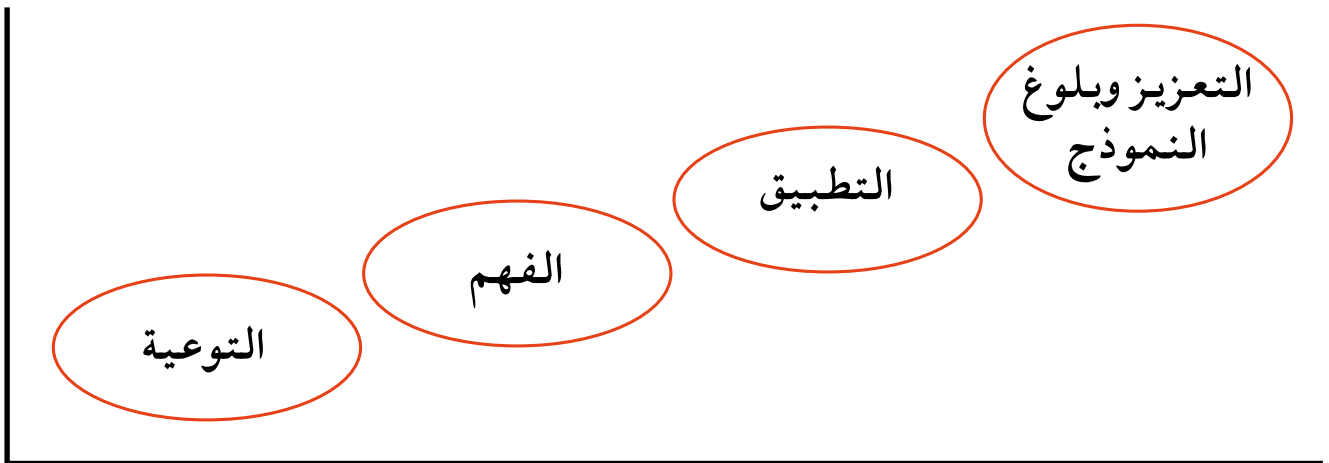 التعزيز وبلوغ
النموذج
التطبيق
الفهم
التوعية